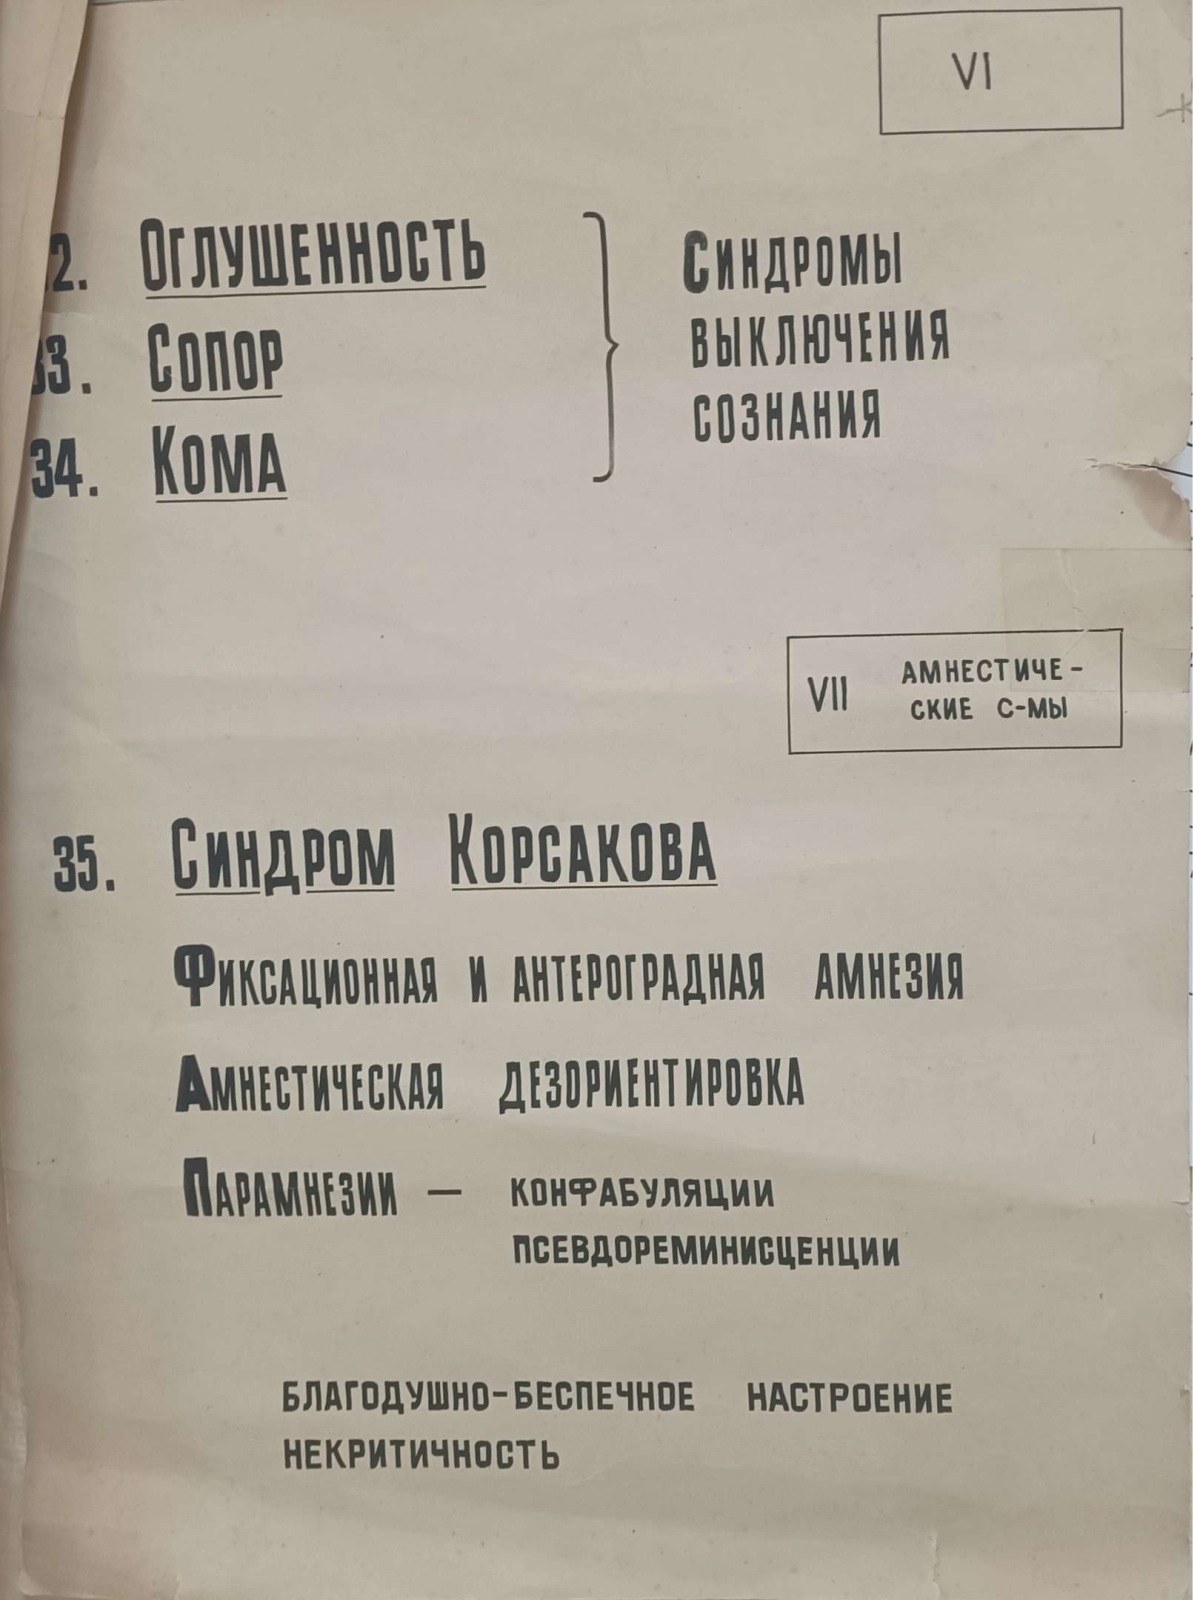 VI
2. Оглушенность
33. Сопор
34. Кома
Синдромы
выключения
сознания
VII Амнестиче-
ские с-мы
35. Синдром Корсакова
Фиксационная и антероградная амнезия
Амнестическая дезориентировка
Парамнезии — конфабуляции
псевдореминисценции
благодушно-беспечное настроение
некритичность